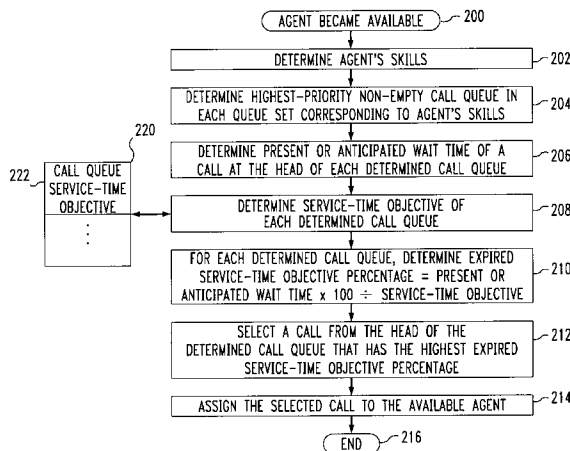 AGENT BECAME AVAILABLE
200
DETERMINE AGENT'S SKILLS
202
DETERMINE HIGHEST-PRIORITY NON-EMPTY CALL QUEUE IN
EACH QUEUE SET CORRESPONDING TO AGENT'S SKILLS
204
DETERMINE PRESENT OR ANTICIPATED WAIT TIME OF A
CALL AT THE HEAD OF EACH DETERMINED CALL QUEUE
206
220
222
CALL QUEUE
SERVICE-TIME
OBJECTIVE
⋮
DETERMINE SERVICE-TIME OBJECTIVE OF
EACH DETERMINED CALL QUEUE
208
FOR EACH DETERMINED CALL QUEUE, DETERMINE EXPIRED
SERVICE-TIME OBJECTIVE PERCENTAGE = PRESENT OR
ANTICIPATED WAIT TIME x 100 ÷ SERVICE-TIME OBJECTIVE
210
SELECT A CALL FROM THE HEAD OF THE
DETERMINED CALL QUEUE THAT HAS THE HIGHEST EXPIRED
SERVICE-TIME OBJECTIVE PERCENTAGE
212
ASSIGN THE SELECTED CALL TO THE AVAILABLE AGENT
214
END
216